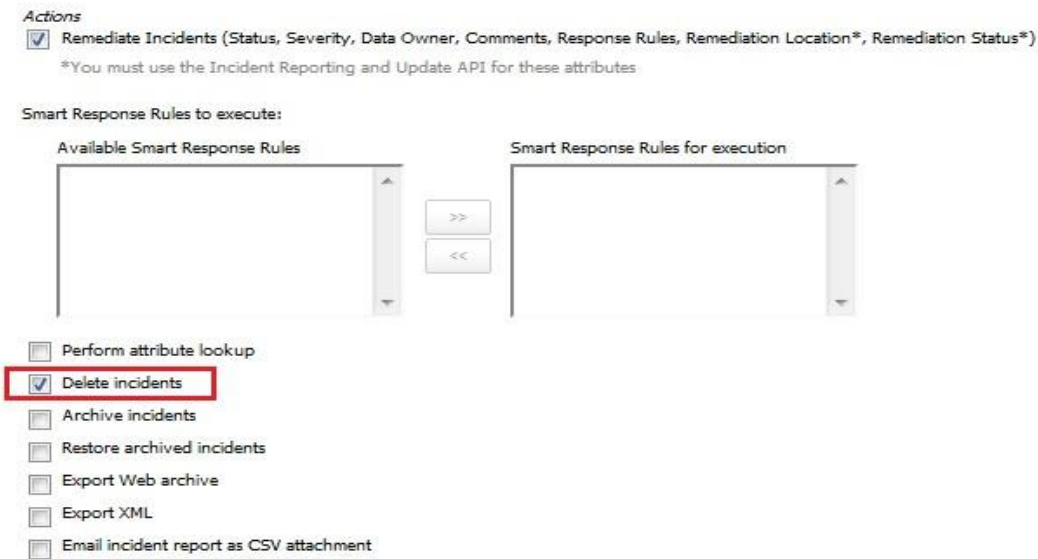 Actions
Remediate Incidents (Status, Severity, Data Owner, Comments, Response Rules, Remediation Location*, Remediation Status*)
*You must use the Incident Reporting and Update API for these attributes
Smart Response Rules to execute:
Available Smart Response Rules
Smart Response Rules for execution
>>
<<
Perform attribute lookup
Delete incidents
Archive incidents
Restore archived incidents
Export Web archive
Export XML
Email incident report as CSV attachment